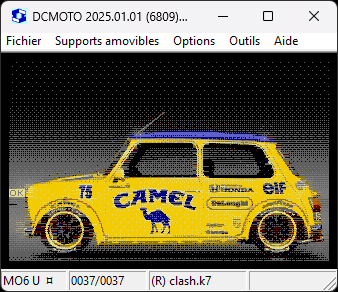 DCMOTO 2025.01.01 (6809)...
Fichier Supports amovibles Options Outils Aide
OK
75 CAMEL HONDA elf
DeLonghi
MO6 U ¤ 0037/0037 (R) clash.k7